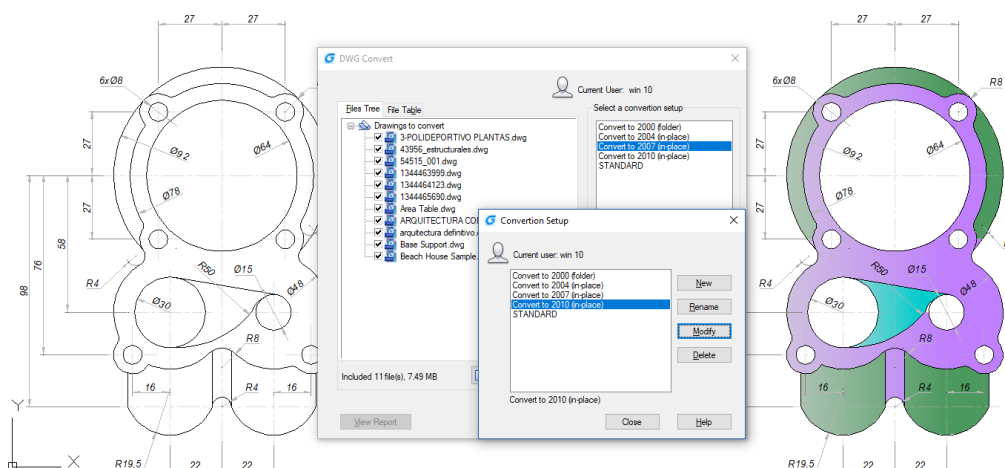 27
27
6xØ8
27
Ø92
Ø64
Ø78
27
58
76
98
R4
R50
Ø15
Ø48
Ø30
R8
16
R4
16
R19,5
22
22
Y
X
DWG Convert
Current User: win 10
Files Tree
File Table
Drawings to convert
3-POLIDEPORTIVO PLANTAS.dwg
43956_estructurales.dwg
54515_001.dwg
1344463999.dwg
1344464123.dwg
1344465690.dwg
Area Table.dwg
ARQUITECTURA CO
arquitectura definitivo.
Base Support.dwg
Beach House Sample.
Included 11 file(s), 7.49 MB
View Report
Select a convertion setup
Convert to 2000 (folder)
Convert to 2004 (in-place)
Convert to 2007 (in-place)
Convert to 2010 (in-place)
STANDARD
Convertion Setup
Current user: win 10
Convert to 2000 (folder)
Convert to 2004 (in-place)
Convert to 2007 (in-place)
Convert to 2010 (in-place)
STANDARD
New
Rename
Modify
Delete
Convert to 2010 (in-place)
Close
Help
27
27
6xØ8
R8
27
Ø92
Ø64
Ø78
27
R4
R50
Ø15
Ø48
Ø30
R8
16
R4
16
R19,5
22
22